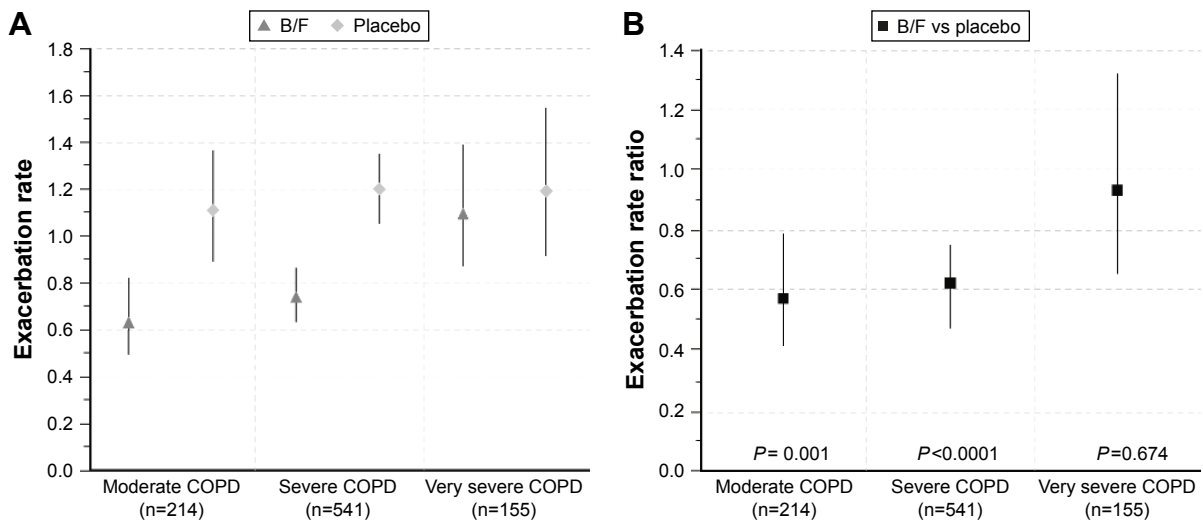 A
B/F Placebo
Exacerbation rate
1.8
1.6
1.4
1.2
1.0
0.8
0.6
0.4
0.2
0.0
Moderate COPD
(n=214)
Severe COPD
(n=541)
Very severe COPD
(n=155)
B
B/F vs placebo
Exacerbation rate ratio
1.4
1.2
1.0
0.8
0.6
0.4
0.2
0.0
P= 0.001
P<0.0001
P=0.674
Moderate COPD
(n=214)
Severe COPD
(n=541)
Very severe COPD
(n=155)